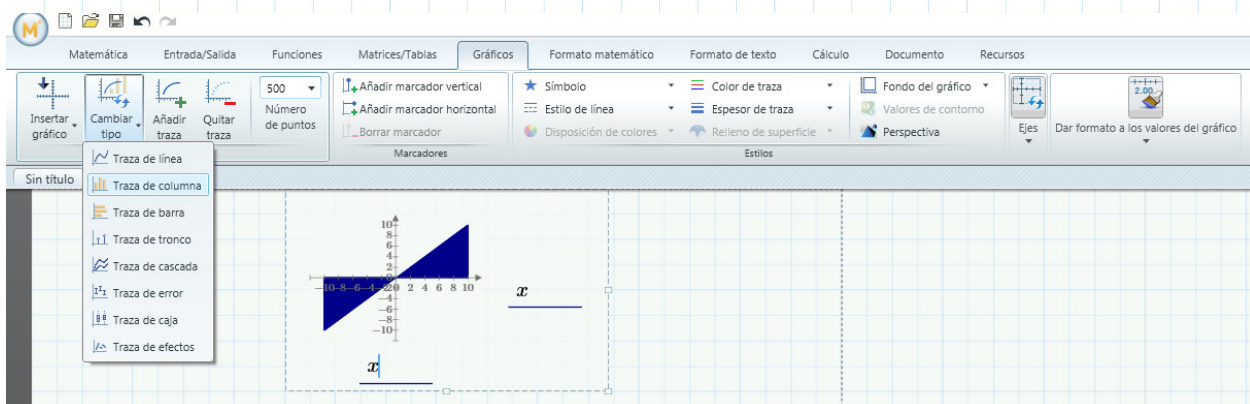 M
Matemática Entrada/Salida Funciones Matrices/Tablas Gráficos Formato matemático Formato de texto Cálculo Documento Recursos
Insertar gráfico
Cambiar tipo
Añadir traza
Quitar traza
500
Número de puntos
Añadir marcador vertical
Añadir marcador horizontal
Borrar marcador
Marcadores
Símbolo
Estilo de línea
Disposición de colores
Color de traza
Espesor de traza
Relleno de superficie
Estilos
Fondo del gráfico
Valores de contorno
Perspectiva
Ejes
2.00
Dar formato a los valores del gráfico
Sin título
Traza de línea
Traza de columna
Traza de barra
Traza de tronco
Traza de cascada
Traza de error
Traza de caja
Traza de efectos
10
8
6
4
2
0
−10 −8 −6 −4 −2 0 2 4 6 8 10
−4
−6
−8
−10
x
x